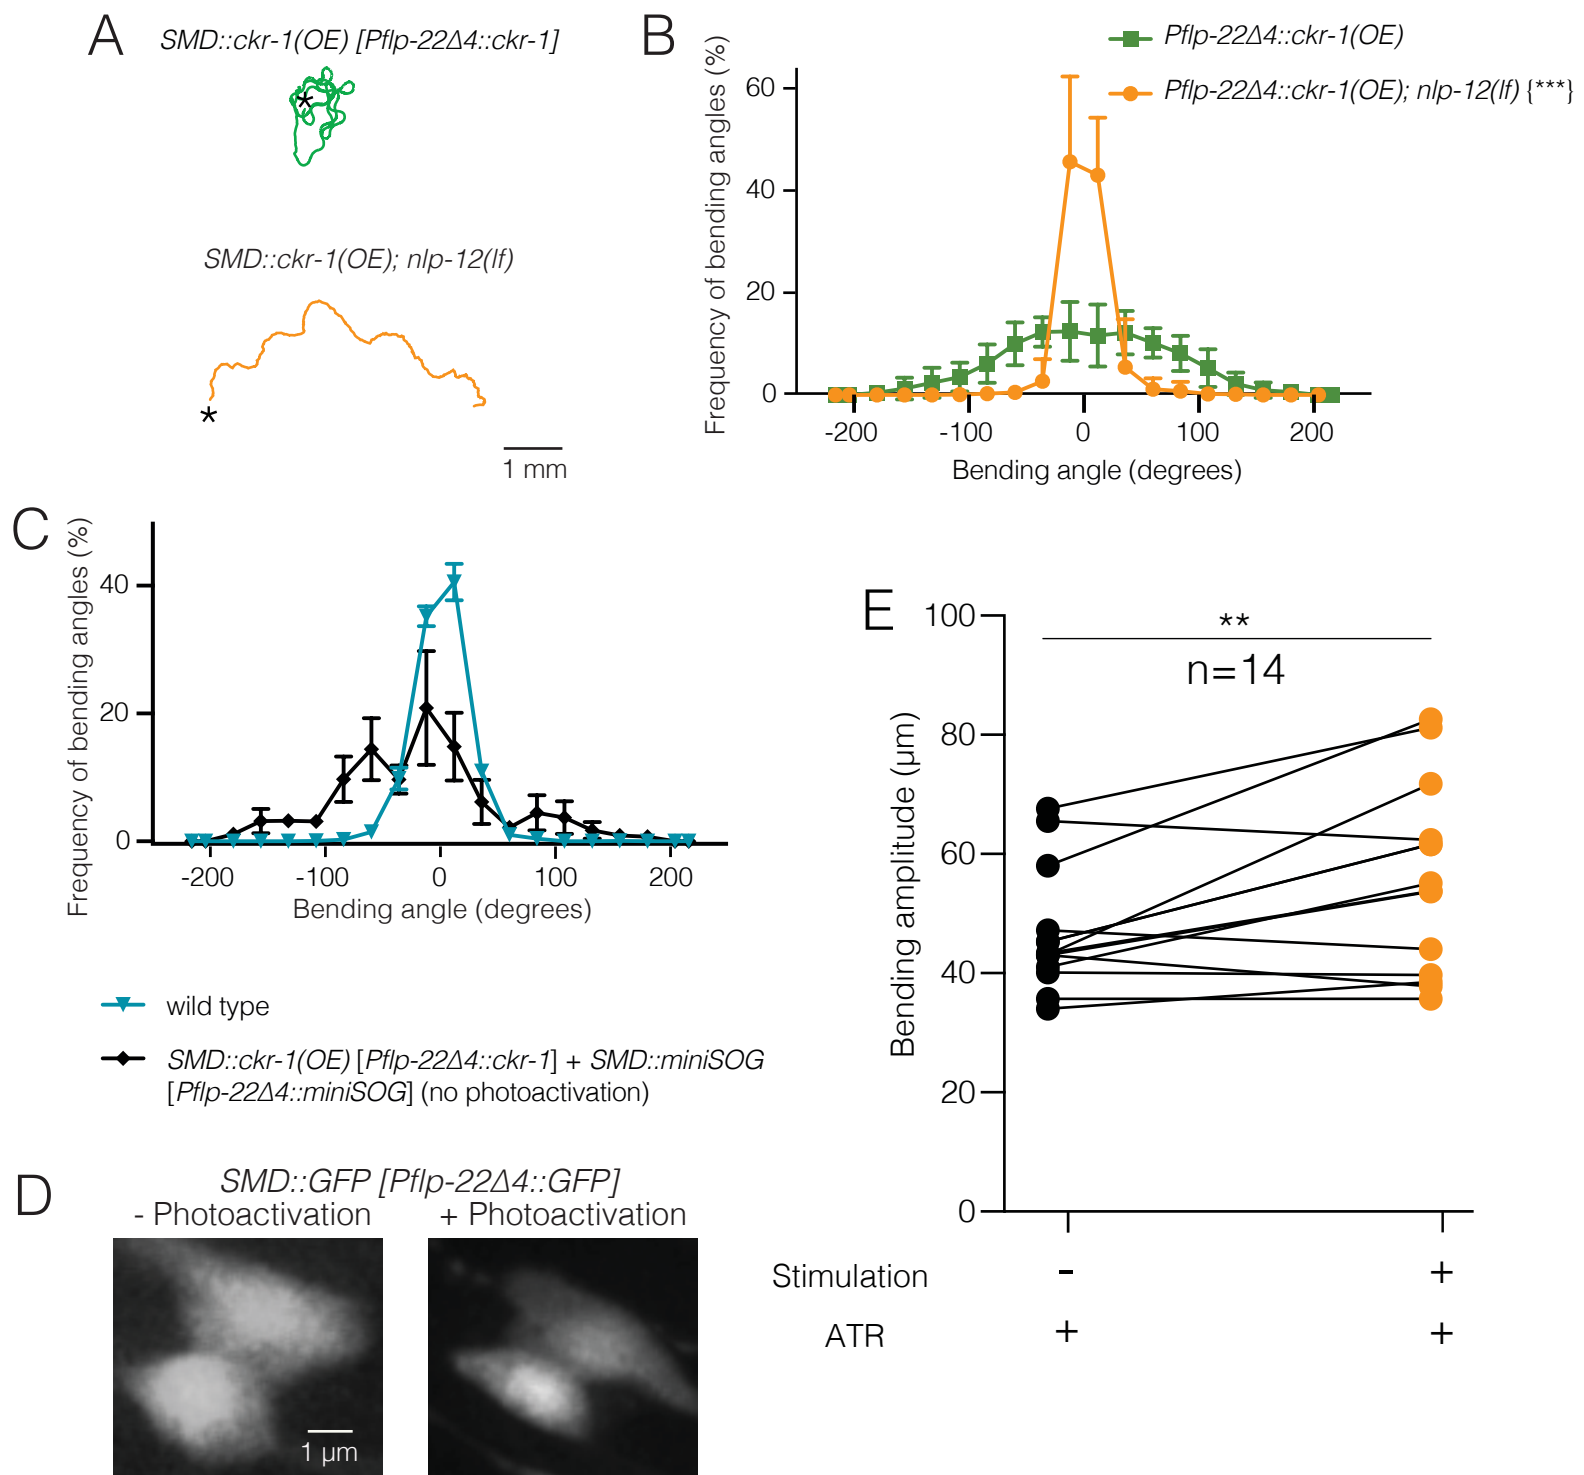 A
SMD::ckr-1(OE) [Pflp-22Δ4::ckr-1]
*
SMD::ckr-1(OE); nlp-12(lf)
*
1 mm
B
Pflp-22Δ4::ckr-1(OE)
Pflp-22Δ4::ckr-1(OE); nlp-12(lf) {***}
Frequency of bending angles (%)
60
40
20
0
-200
-100
0
100
200
Bending angle (degrees)
C
Frequency of bending angles (%)
40
20
0
-200
-100
0
100
200
Bending angle (degrees)
wild type
SMD::ckr-1(OE) [Pflp-22Δ4::ckr-1] + SMD::miniSOG
[Pflp-22Δ4::miniSOG] (no photoactivation)
D
SMD::GFP [Pflp-22Δ4::GFP]
- Photoactivation
+ Photoactivation
1 μm
E
**
n=14
Bending amplitude (μm)
100
80
60
40
20
0
Stimulation
-
+
ATR
+
+